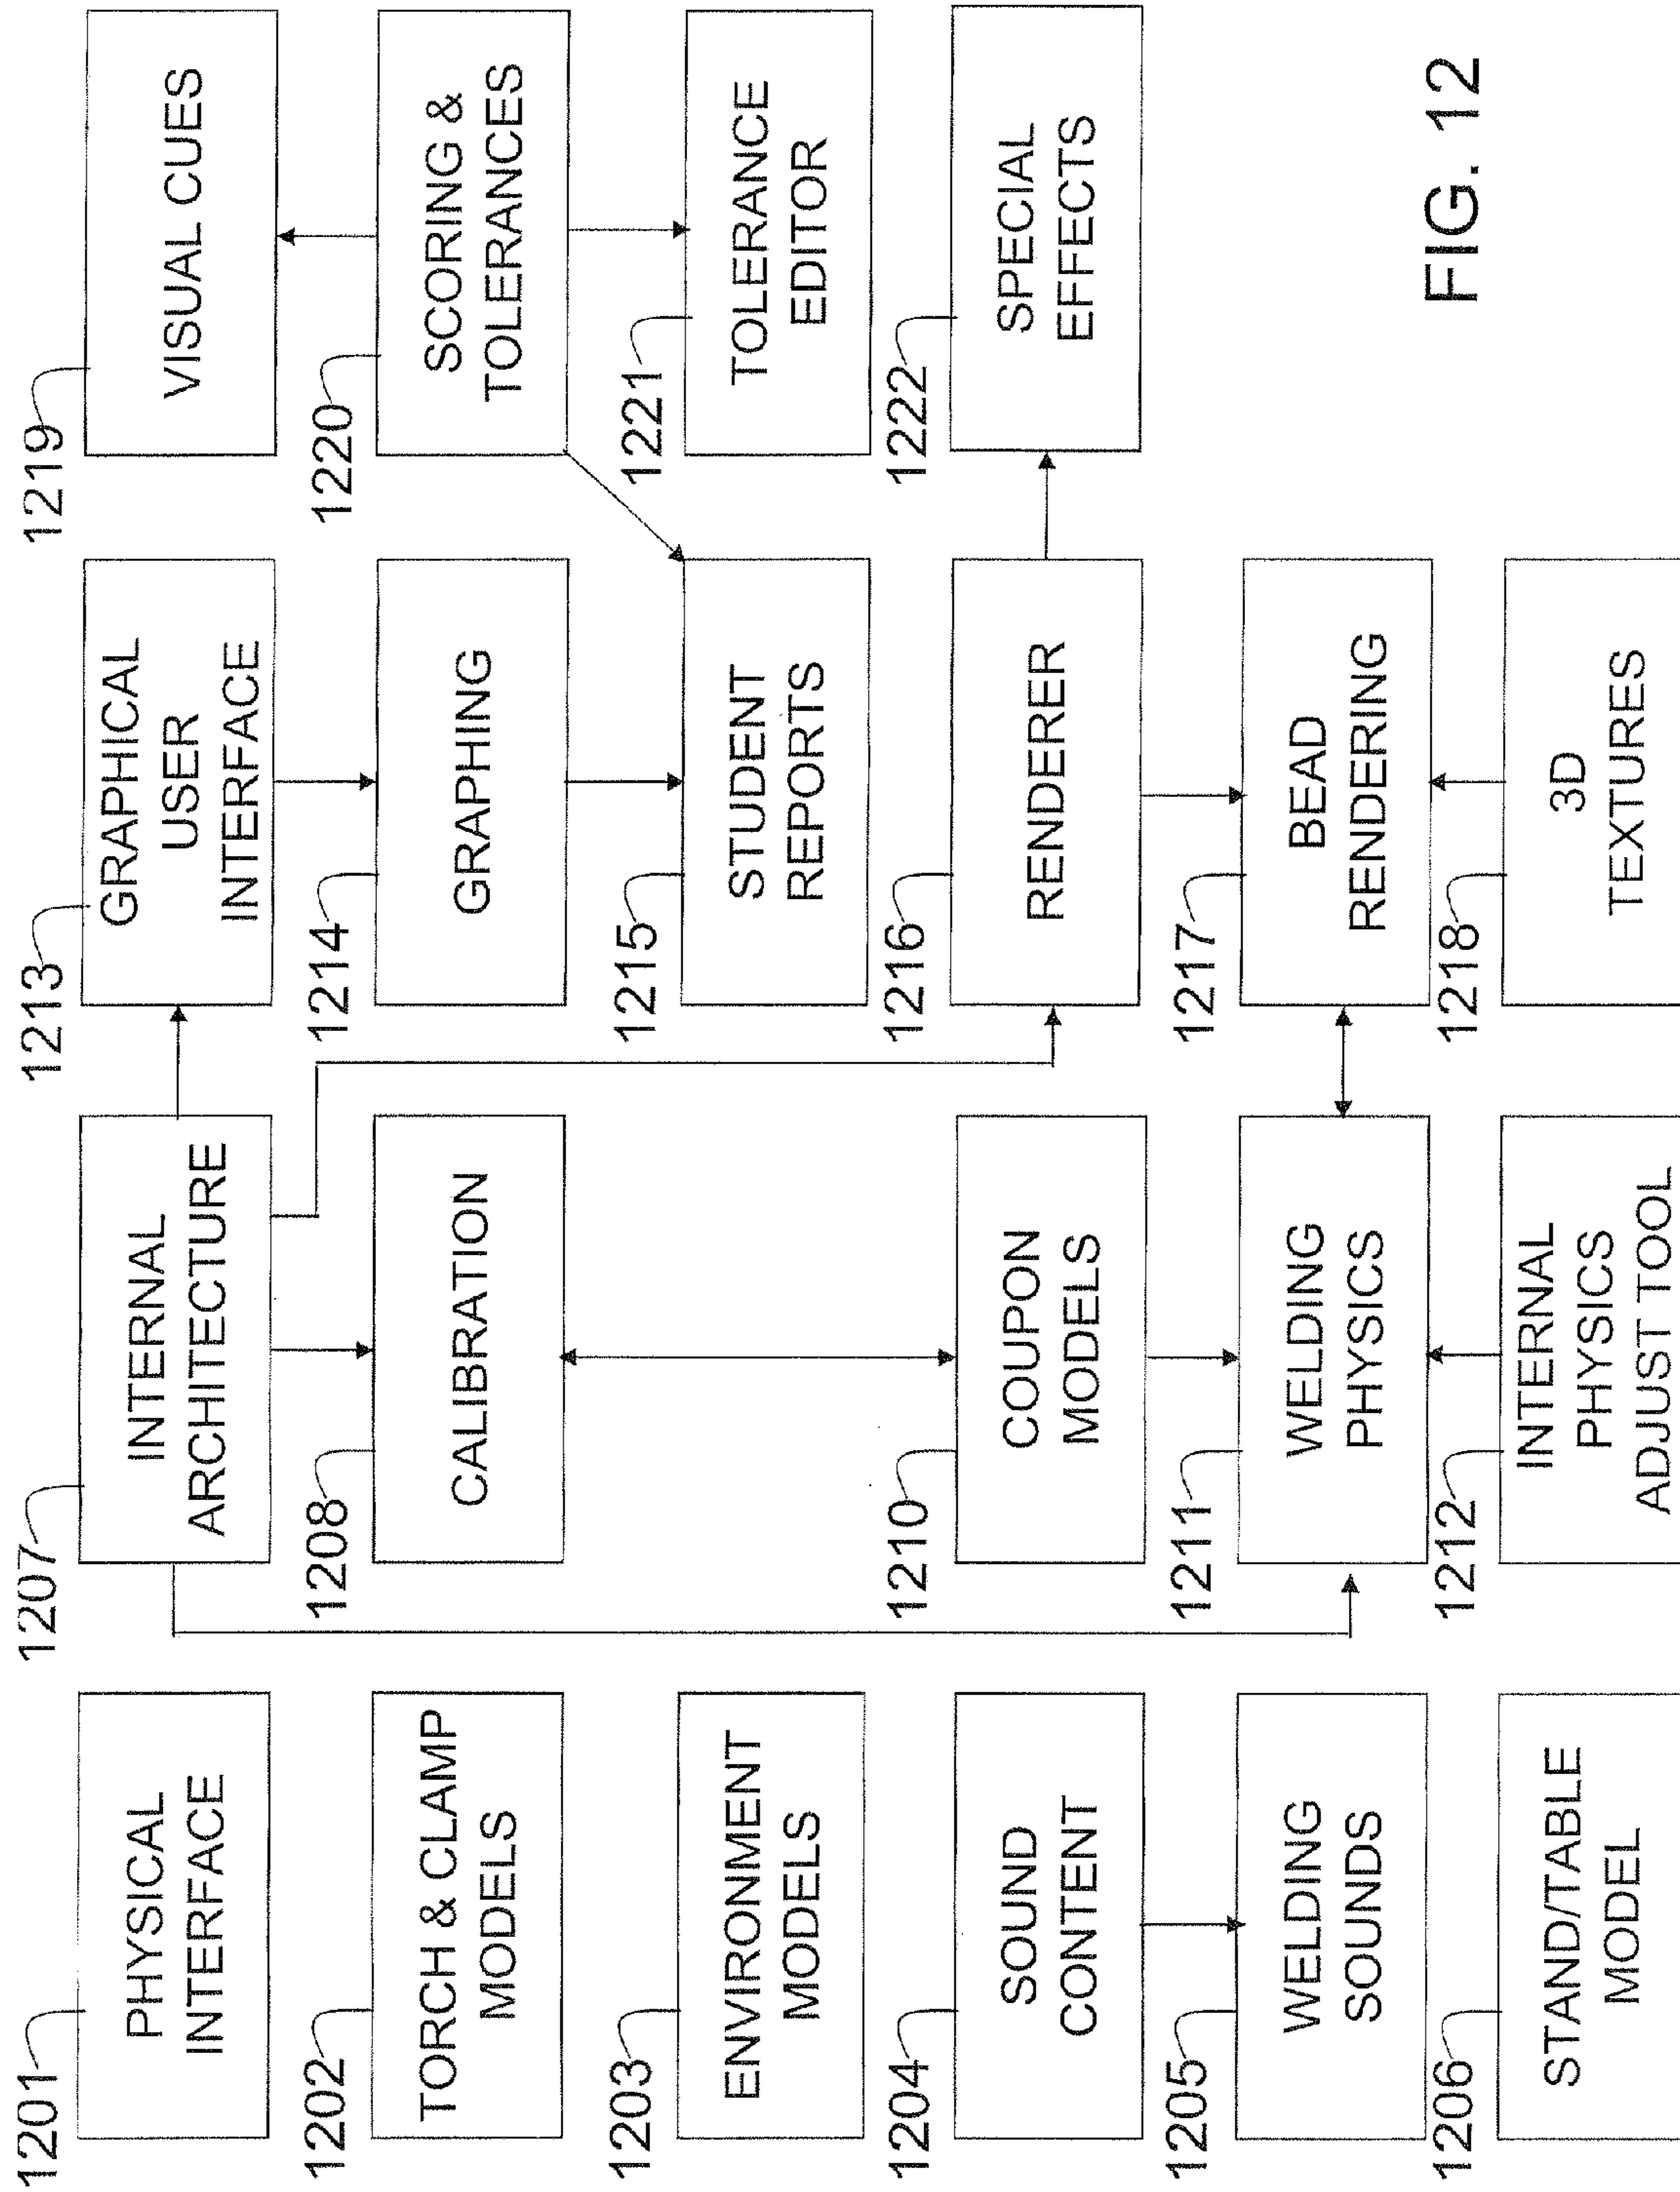 1201
PHYSICAL
INTERFACE
1202
TORCH & CLAMP
MODELS
1203
ENVIRONMENT
MODELS
1204
SOUND
CONTENT
1205
WELDING
SOUNDS
1206
STAND/TABLE
MODEL
1207
INTERNAL
ARCHITECTURE
1208
CALIBRATION
1210
COUPON
MODELS
1211
WELDING
PHYSICS
1212
INTERNAL
PHYSICS
ADJUST TOOL
1213
GRAPHICAL
USER
INTERFACE
1214
GRAPHING
1215
STUDENT
REPORTS
1216
RENDERER
1217
BEAD
RENDERING
1218
3D
TEXTURES
1219
VISUAL CUES
1220
SCORING &
TOLERANCES
1221
TOLERANCE
EDITOR
1222
SPECIAL
EFFECTS
FIG. 12